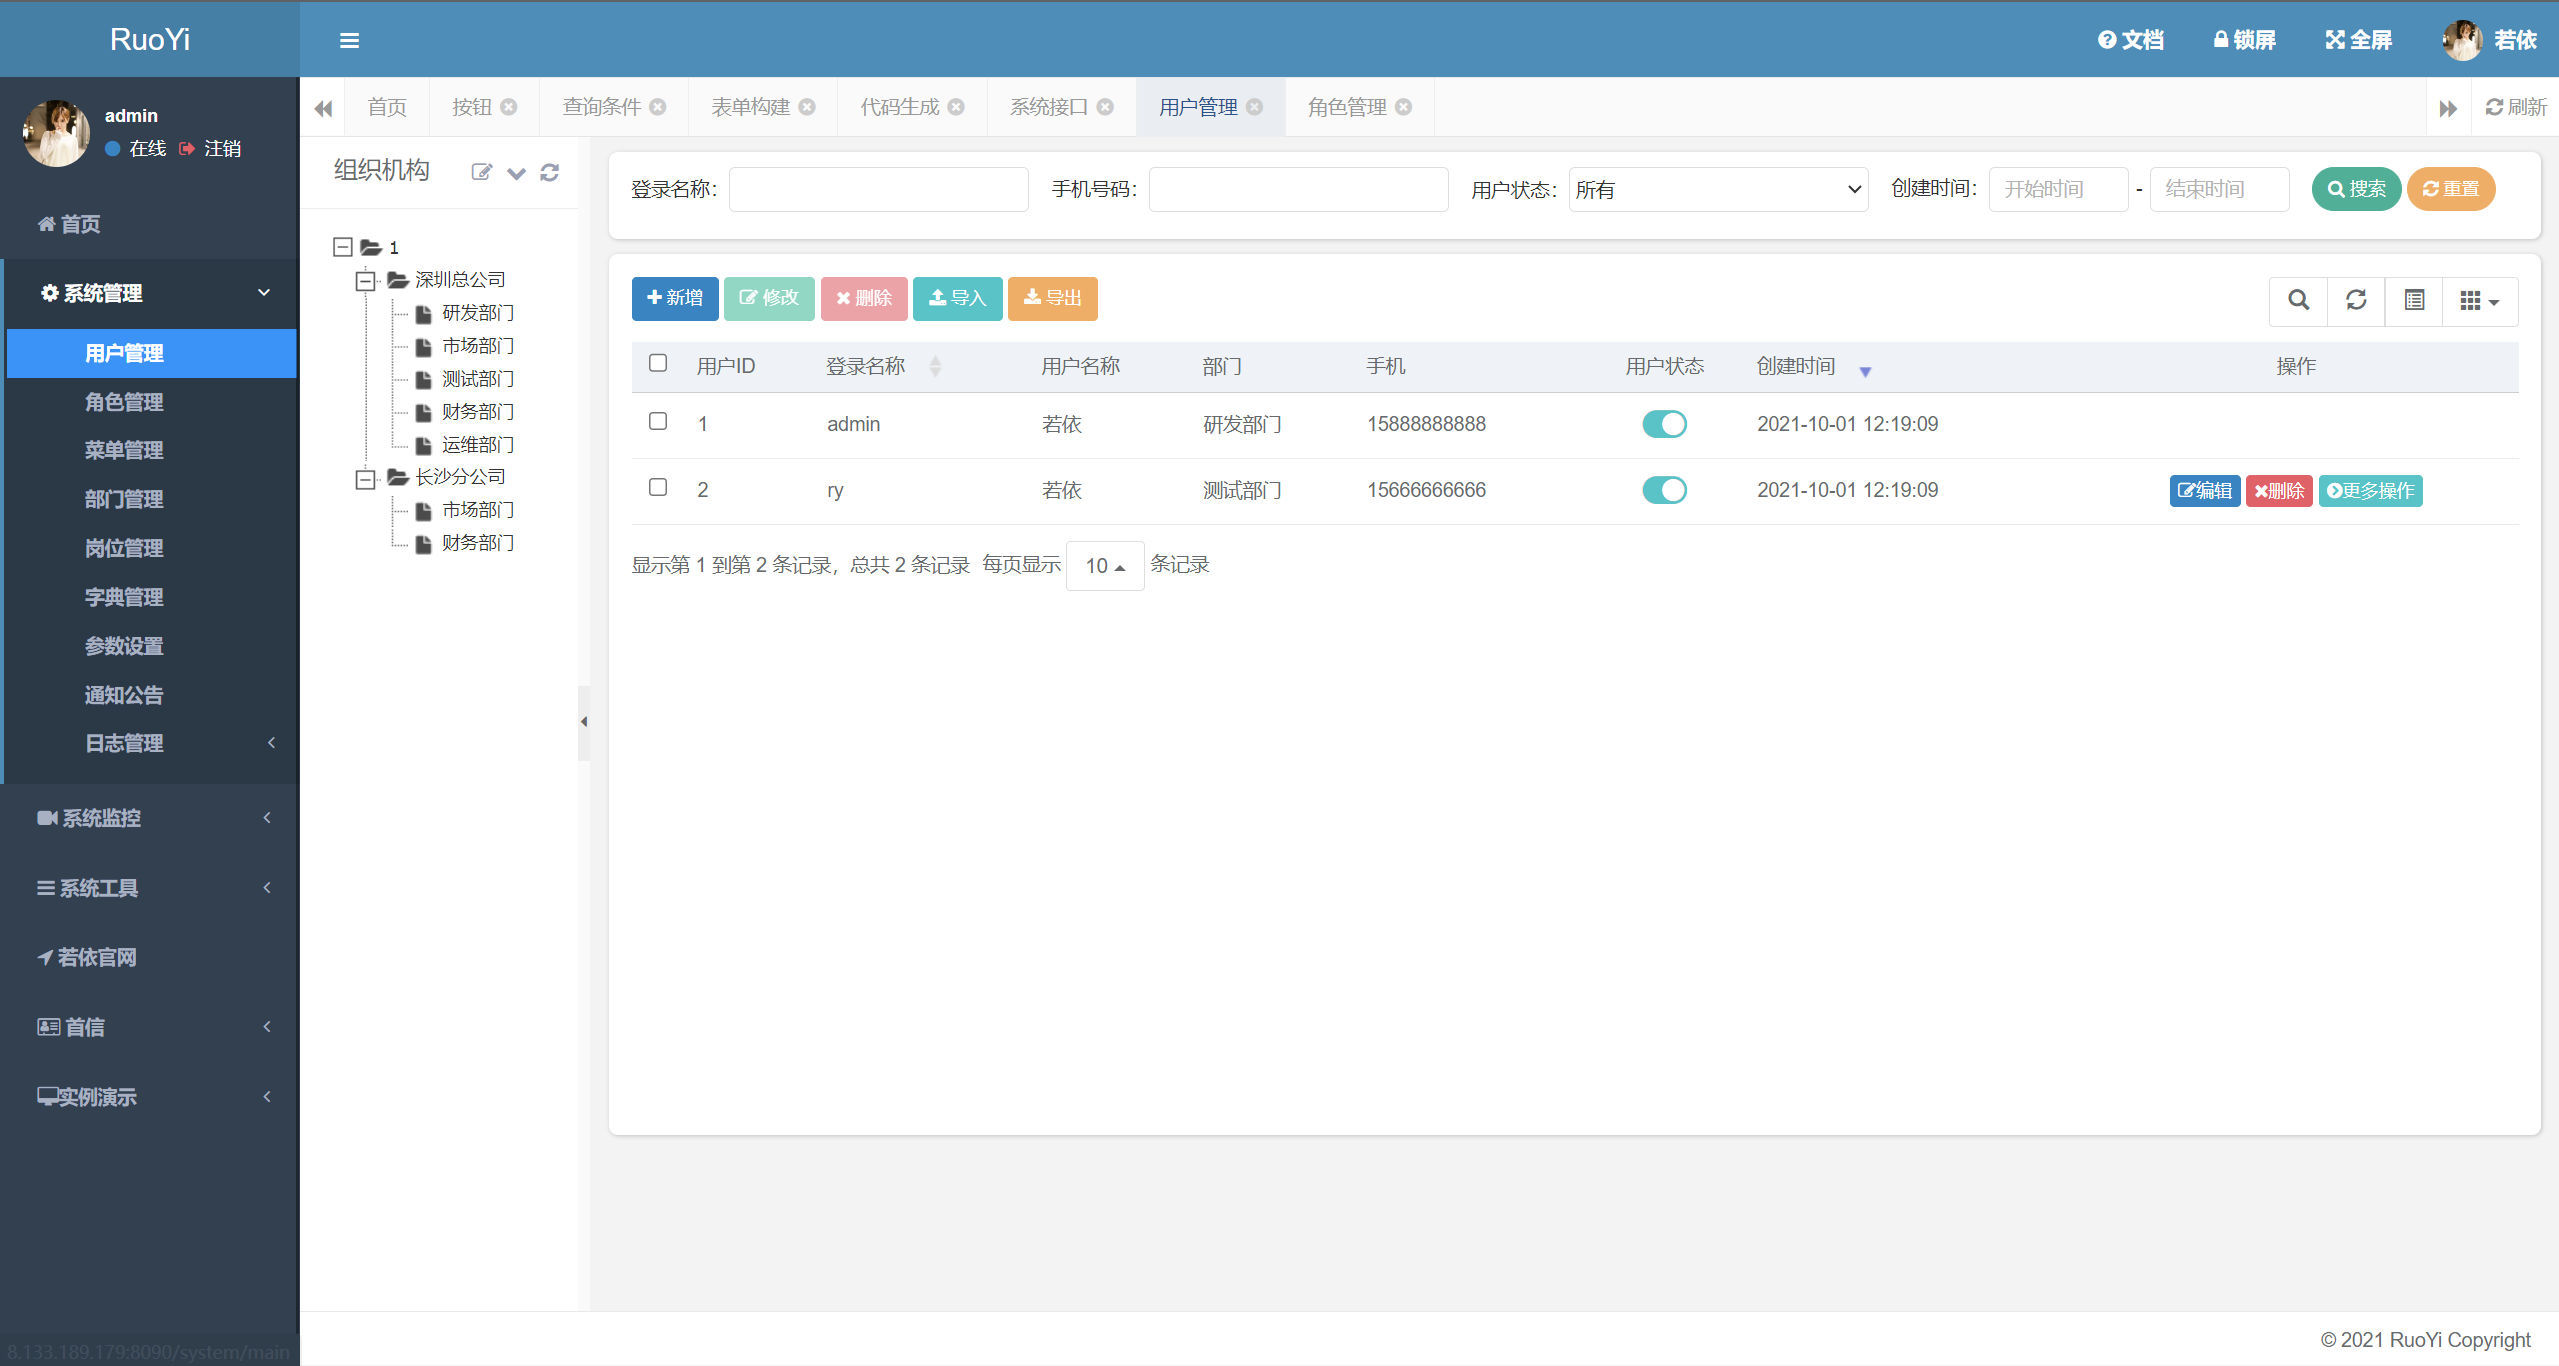 RuoYi
文档 锁屏 全屏 若依
admin
在线 注销
首页
系统管理
用户管理
角色管理
菜单管理
部门管理
岗位管理
字典管理
参数设置
通知公告
日志管理
系统监控
系统工具
若依官网
首信
实例演示
8.133.189.179:8090/system/main
首页 按钮 查询条件 表单构建 代码生成 系统接口 用户管理 角色管理 刷新
组织机构
1
深圳总公司
研发部门
市场部门
测试部门
财务部门
运维部门
长沙分公司
市场部门
财务部门
登录名称： 手机号码： 用户状态： 所有 创建时间： 开始时间 - 结束时间 搜索 重置
新增 修改 删除 导入 导出
用户ID 登录名称 用户名称 部门 手机 用户状态 创建时间 操作
1 admin 若依 研发部门 15888888888 2021-10-01 12:19:09
2 ry 若依 测试部门 15666666666 2021-10-01 12:19:09 编辑 删除 更多操作
显示第 1 到第 2 条记录，总共 2 条记录 每页显示 10 条记录
© 2021 RuoYi Copyright